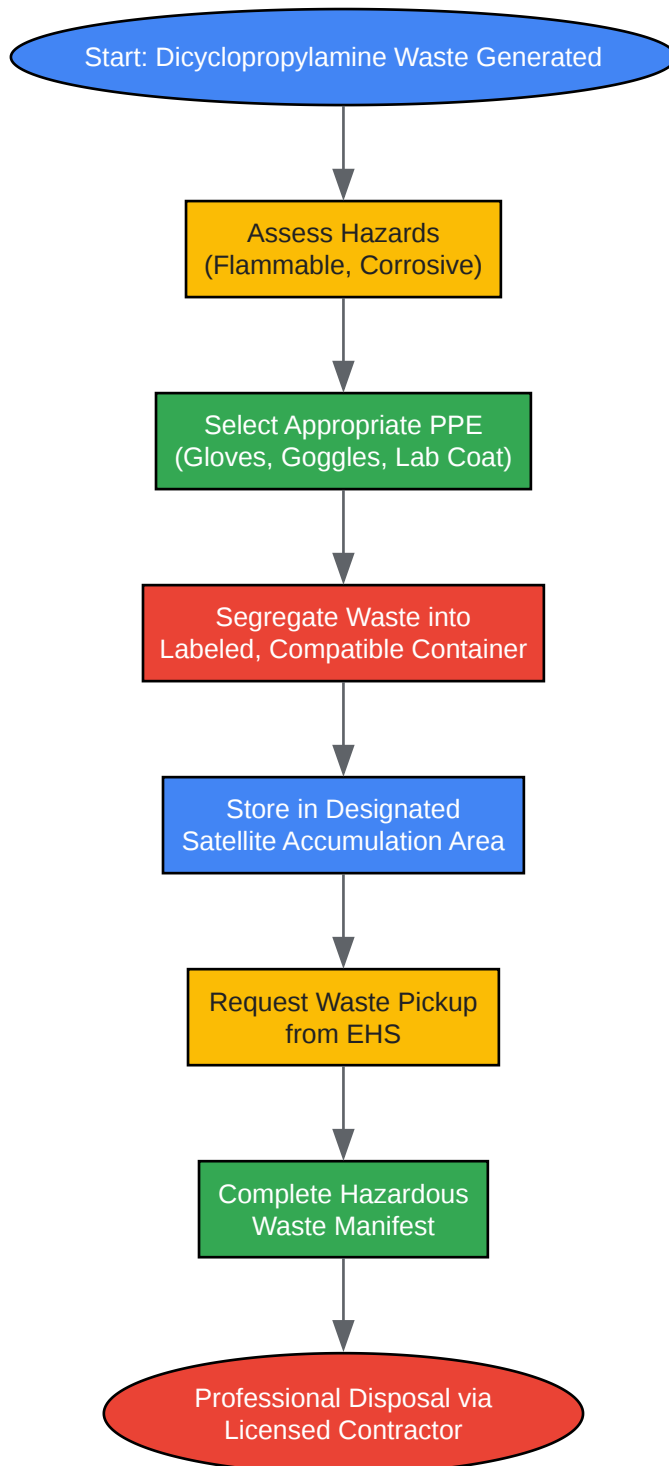 Start: Dicyclopropylamine Waste Generated
Assess Hazards
(Flammable, Corrosive)
Select Appropriate PPE
(Gloves, Goggles, Lab Coat)
Segregate Waste into
Labeled, Compatible Container
Store in Designated
Satellite Accumulation Area
Request Waste Pickup
from EHS
Complete Hazardous
Waste Manifest
Professional Disposal via
Licensed Contractor